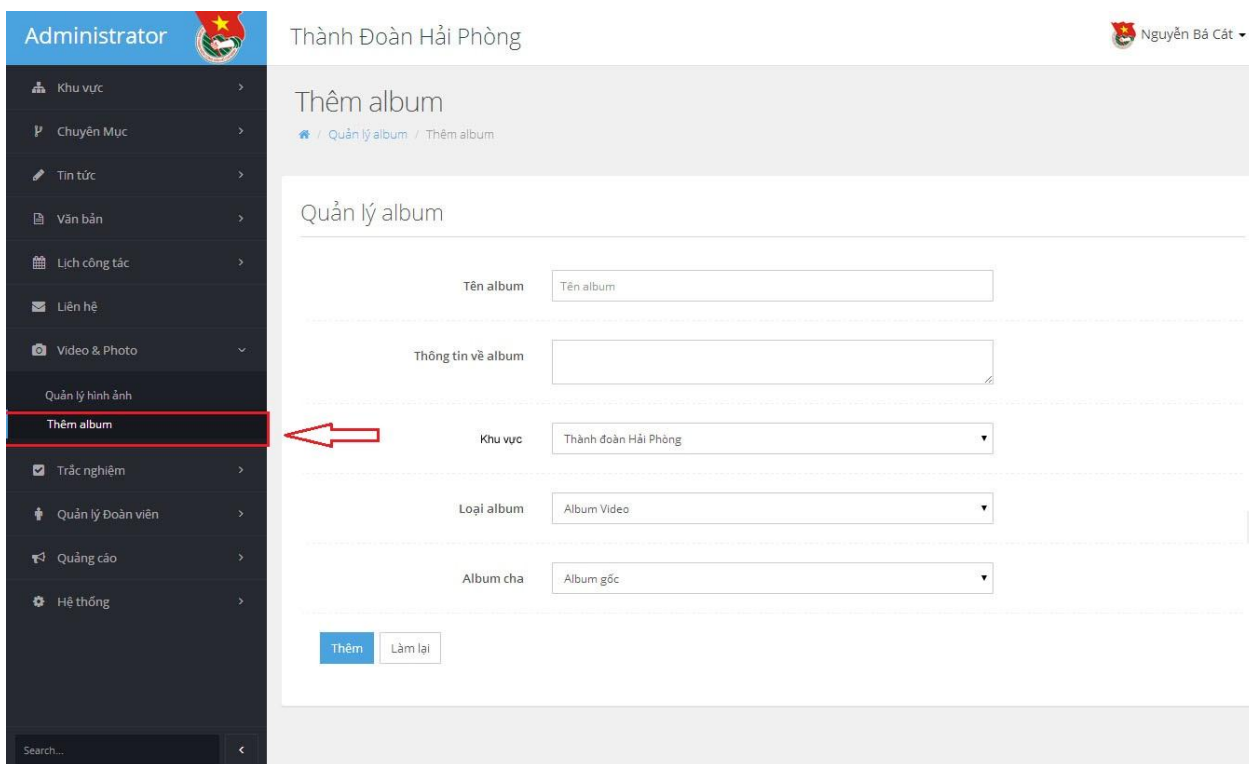 Administrator
Thành Đoàn Hải Phòng
Nguyễn Bá Cát
Khu vực
Chuyên Mục
Tin tức
Văn bản
Lịch công tác
Liên hệ
Video & Photo
Quản lý hình ảnh
Thêm album
Trắc nghiệm
Quản lý Đoàn viên
Quảng cáo
Hệ thống
Search...
Thêm album
/ Quản lý album / Thêm album
Quản lý album
Tên album
Tên album
Thông tin về album
Khu vực
Thành đoàn Hải Phòng
Loại album
Album Video
Album cha
Album gốc
Thêm
Làm lại